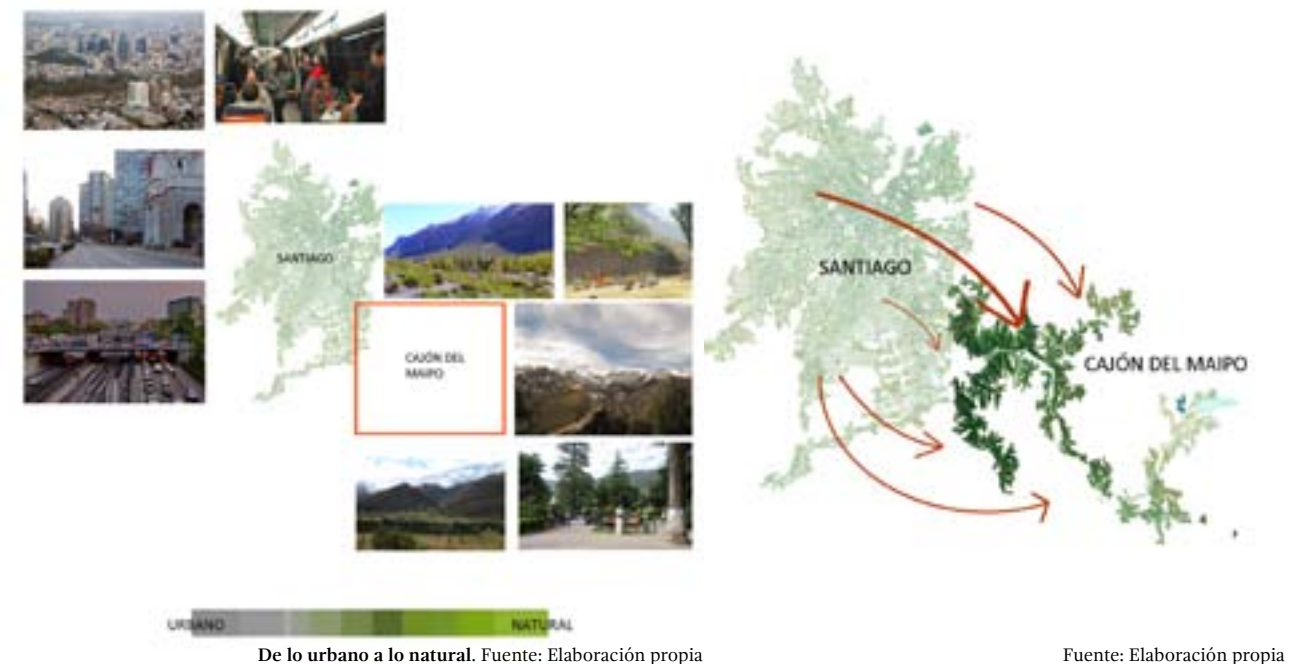 SANTIAGO
CAJÓN DEL
MAIPO
URBANO
NATURAL
De lo urbano a lo natural. Fuente: Elaboración propia
SANTIAGO
CAJÓN DEL MAIPO
Fuente: Elaboración propia